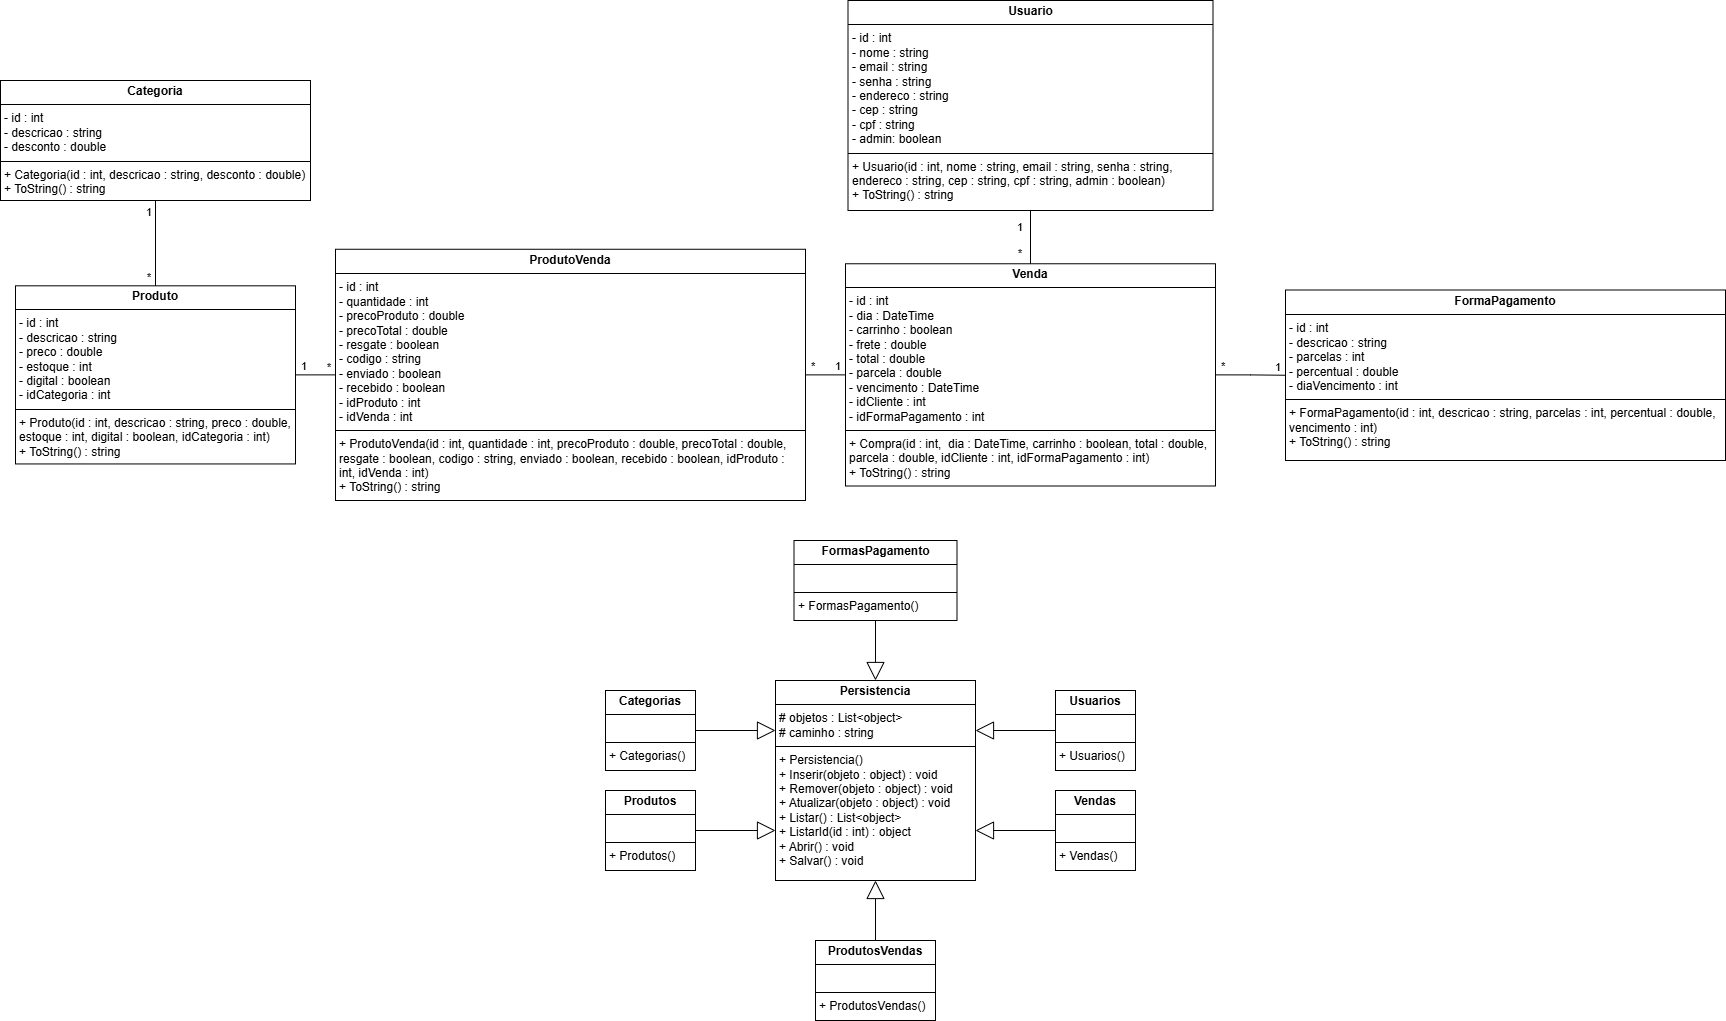 Usuario
- id : int
- nome : string
- email : string
- senha : string
- endereco : string
- cep : string
- cpf : string
- admin: boolean
+ Usuario(id : int, nome : string, email : string, senha : string,
endereco : string, cep : string, cpf : string, admin : boolean)
+ ToString() : string
Categoria
- id : int
- descricao : string
- desconto : double
+ Categoria(id : int, descricao : string, desconto : double)
+ ToString() : string
1
*
1
*
Produto
- id : int
- descricao : string
- preco : double
- estoque : int
- digital : boolean
- idCategoria : int
+ Produto(id : int, descricao : string, preco : double,
estoque : int, digital : boolean, idCategoria : int)
+ ToString() : string
1
*
ProdutoVenda
- id : int
- quantidade : int
- precoProduto : double
- precoTotal : double
- resgate : boolean
- codigo : string
- enviado : boolean
- recebido : boolean
- idProduto : int
- idVenda : int
+ ProdutoVenda(id : int, quantidade : int, precoProduto : double, precoTotal : double,
resgate : boolean, codigo : string, enviado : boolean, recebido : boolean, idProduto :
int, idVenda : int)
+ ToString() : string
*
1
Venda
- id : int
- dia : DateTime
- carrinho : boolean
- frete : double
- total : double
- parcela : double
- vencimento : DateTime
- idCliente : int
- idFormaPagamento : int
+ Compra(id : int, dia : DateTime, carrinho : boolean, total : double,
parcela : double, idCliente : int, idFormaPagamento : int)
+ ToString() : string
*
1
FormaPagamento
- id : int
- descricao : string
- parcelas : int
- percentual : double
- diaVencimento : int
+ FormaPagamento(id : int, descricao : string, parcelas : int, percentual : double,
vencimento : int)
+ ToString() : string
FormasPagamento
+ FormasPagamento()
Categorias
+ Categorias()
Produtos
+ Produtos()
Persistencia
# objetos : List<object>
# caminho : string
+ Persistencia()
+ Inserir(objeto : object) : void
+ Remover(objeto : object) : void
+ Atualizar(objeto : object) : void
+ Listar() : List<object>
+ ListarId(id : int) : object
+ Abrir() : void
+ Salvar() : void
Usuarios
+ Usuarios()
Vendas
+ Vendas()
ProdutosVendas
+ ProdutosVendas()